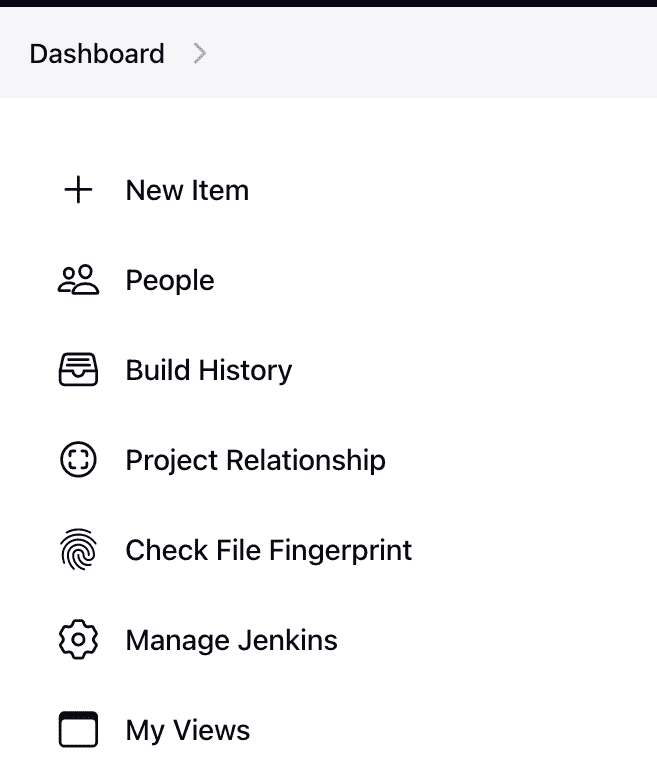 Dashboard
New Item
People
Build History
Project Relationship
Check File Fingerprint
Manage Jenkins
My Views